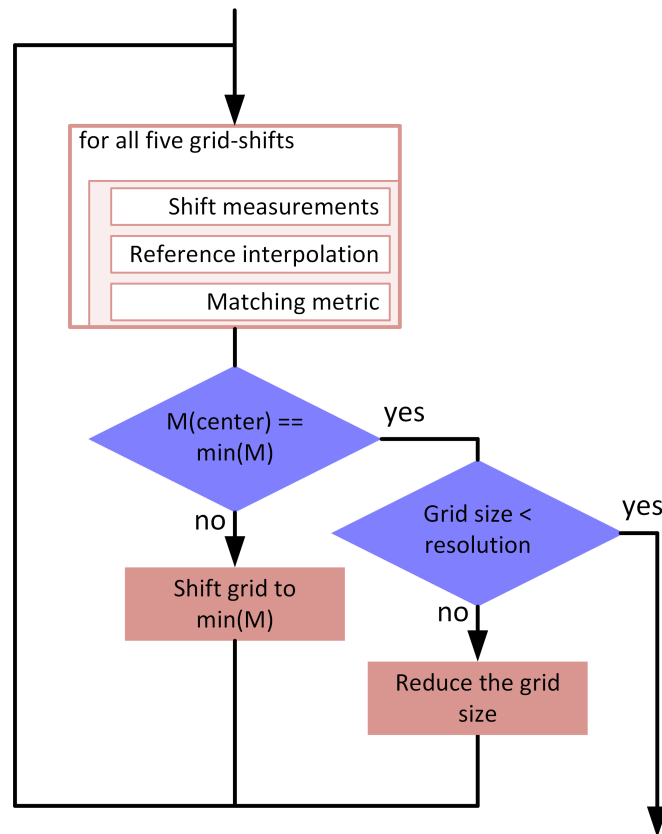 for all five grid-shifts
Shift measurements
Reference interpolation
Matching metric
M(center) ==
min(M)
yes
no
Grid size <
resolution
yes
Shift grid to
min(M)
no
Reduce the grid
size